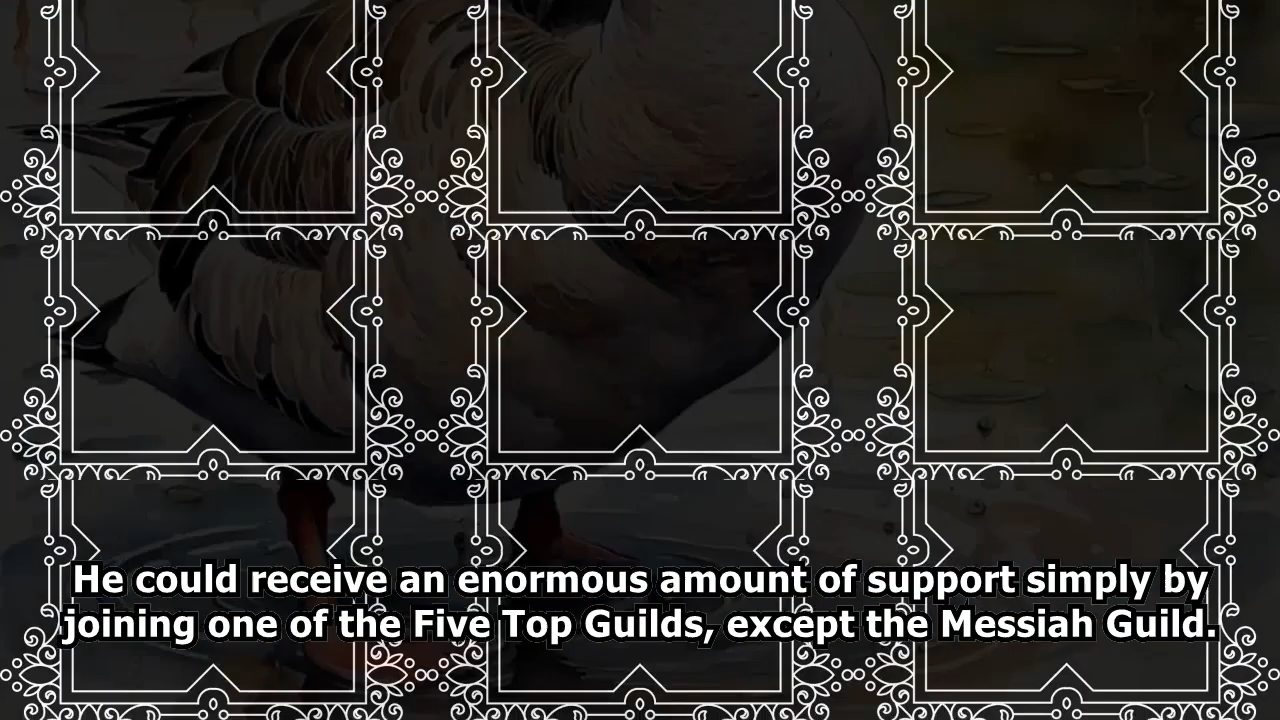 He could receive an enormous amount of support simply by
joining one of the Five Top Guilds, except the Messiah Guild.